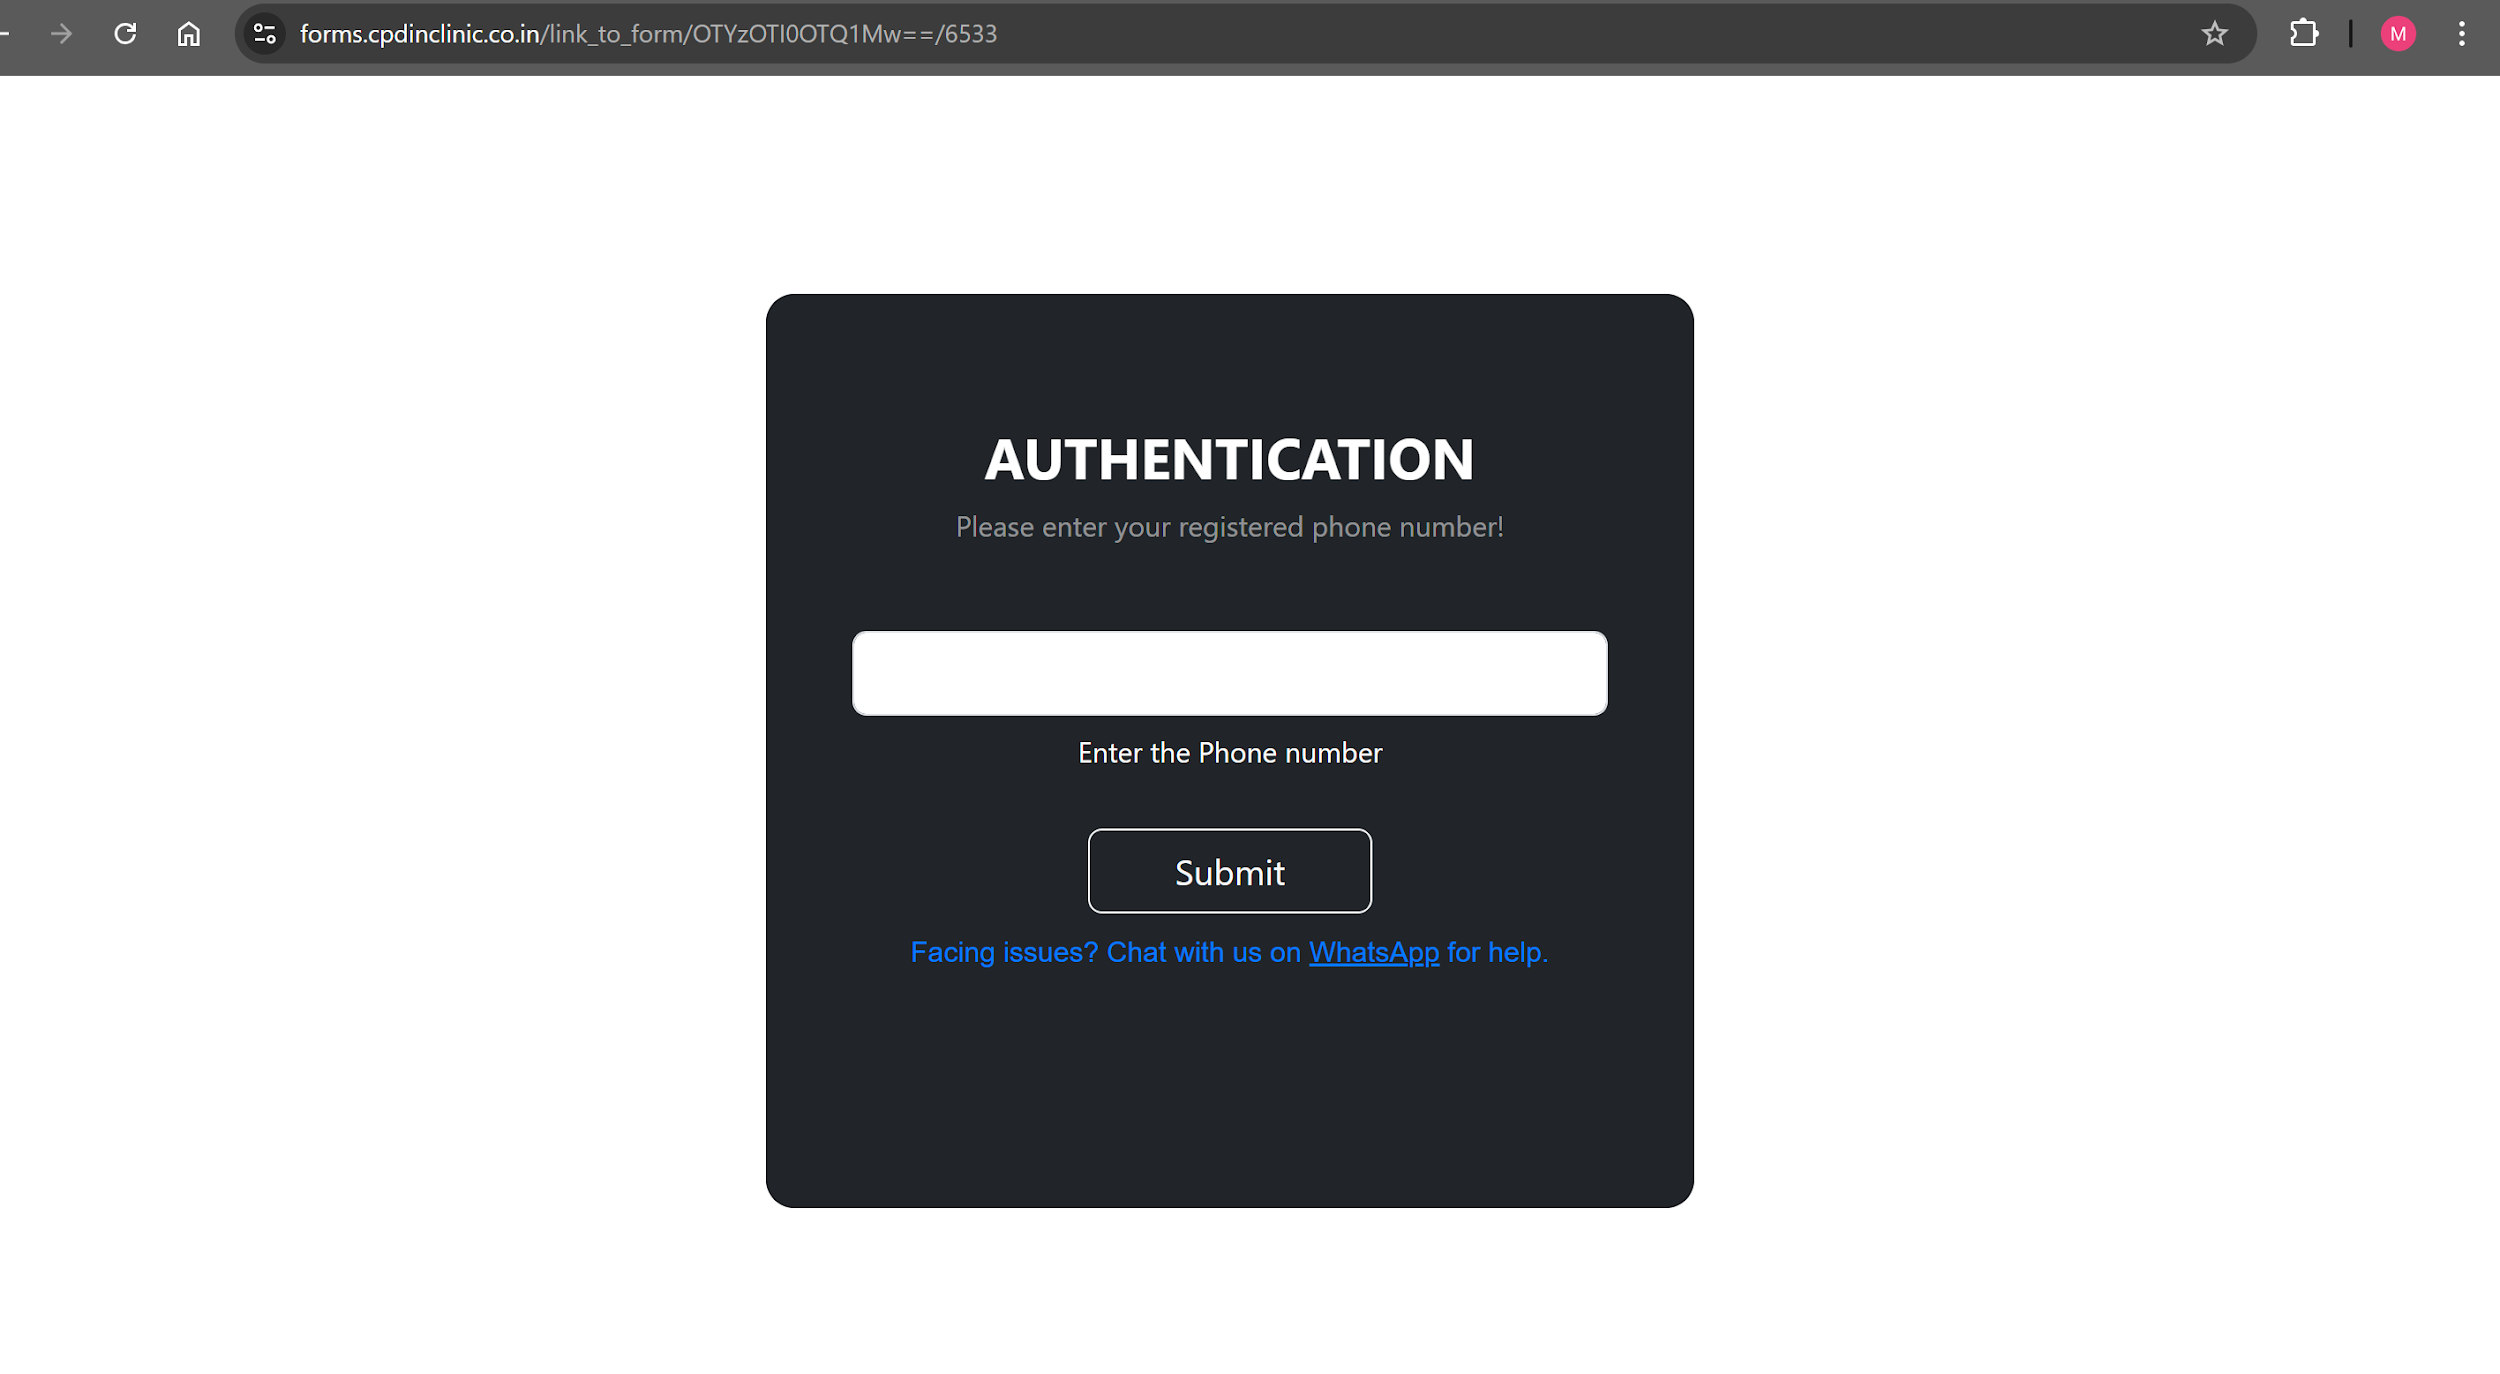 forms.cpdinclinic.co.in/link_to_form/OTYzOTI0OTQ1Mw==/6533
M
AUTHENTICATION
Please enter your registered phone number!
Enter the Phone number
Submit
Facing issues? Chat with us on WhatsApp for help.